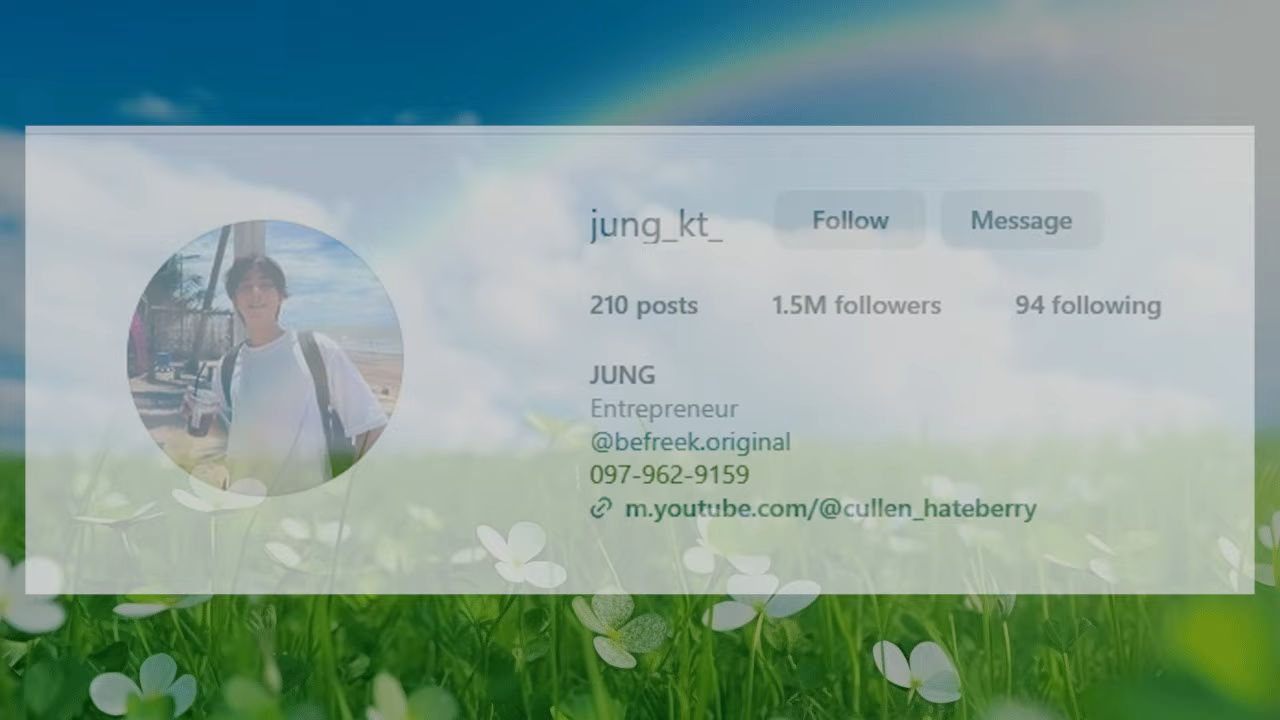 jung_kt_ Follow Message
210 posts 1.5M followers 94 following
JUNG
Entrepreneur
@befreek.original
097-962-9159
m.youtube.com/@cullen_hateberry